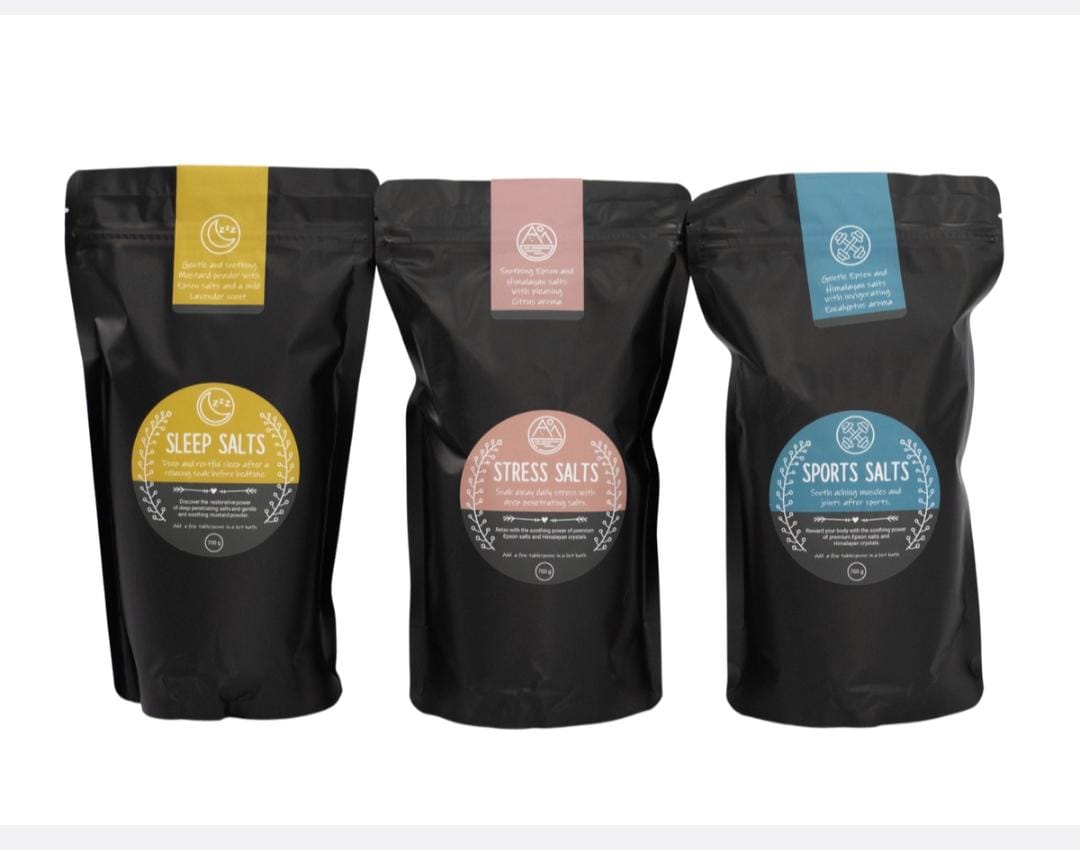 zzz
Gentle and soothing
Mustard powder with
Epsom salts and a mild
Lavender scent
zzz
SLEEP SALTS
Deep and restful sleep after a
relaxing soak before bedtime.
Discover the restorative power
of deep penetrating salts and gentle
and soothing mustard powder.
Add a few tablespoons in a hot bath
700 g
Soothing Epsom and
Himalayan salts
with pleasing
Citrus aroma
STRESS SALTS
Soak away daily stress with
deep penetrating salts.
Relax with the soothing power of premium
Epsom salts and Himalayan crystals
Add a few tablespoons in a hot bath
700 g
Gentle Epsom and
Himalayan salts
with invigorating
Eucalyptus aroma
SPORTS SALTS
Sooth aching muscles and
joints after sports.
Reward your body with the soothing power
of premium Epsom salts and
Himalayan crystals.
Add a few tablespoons in a hot bath
700 g